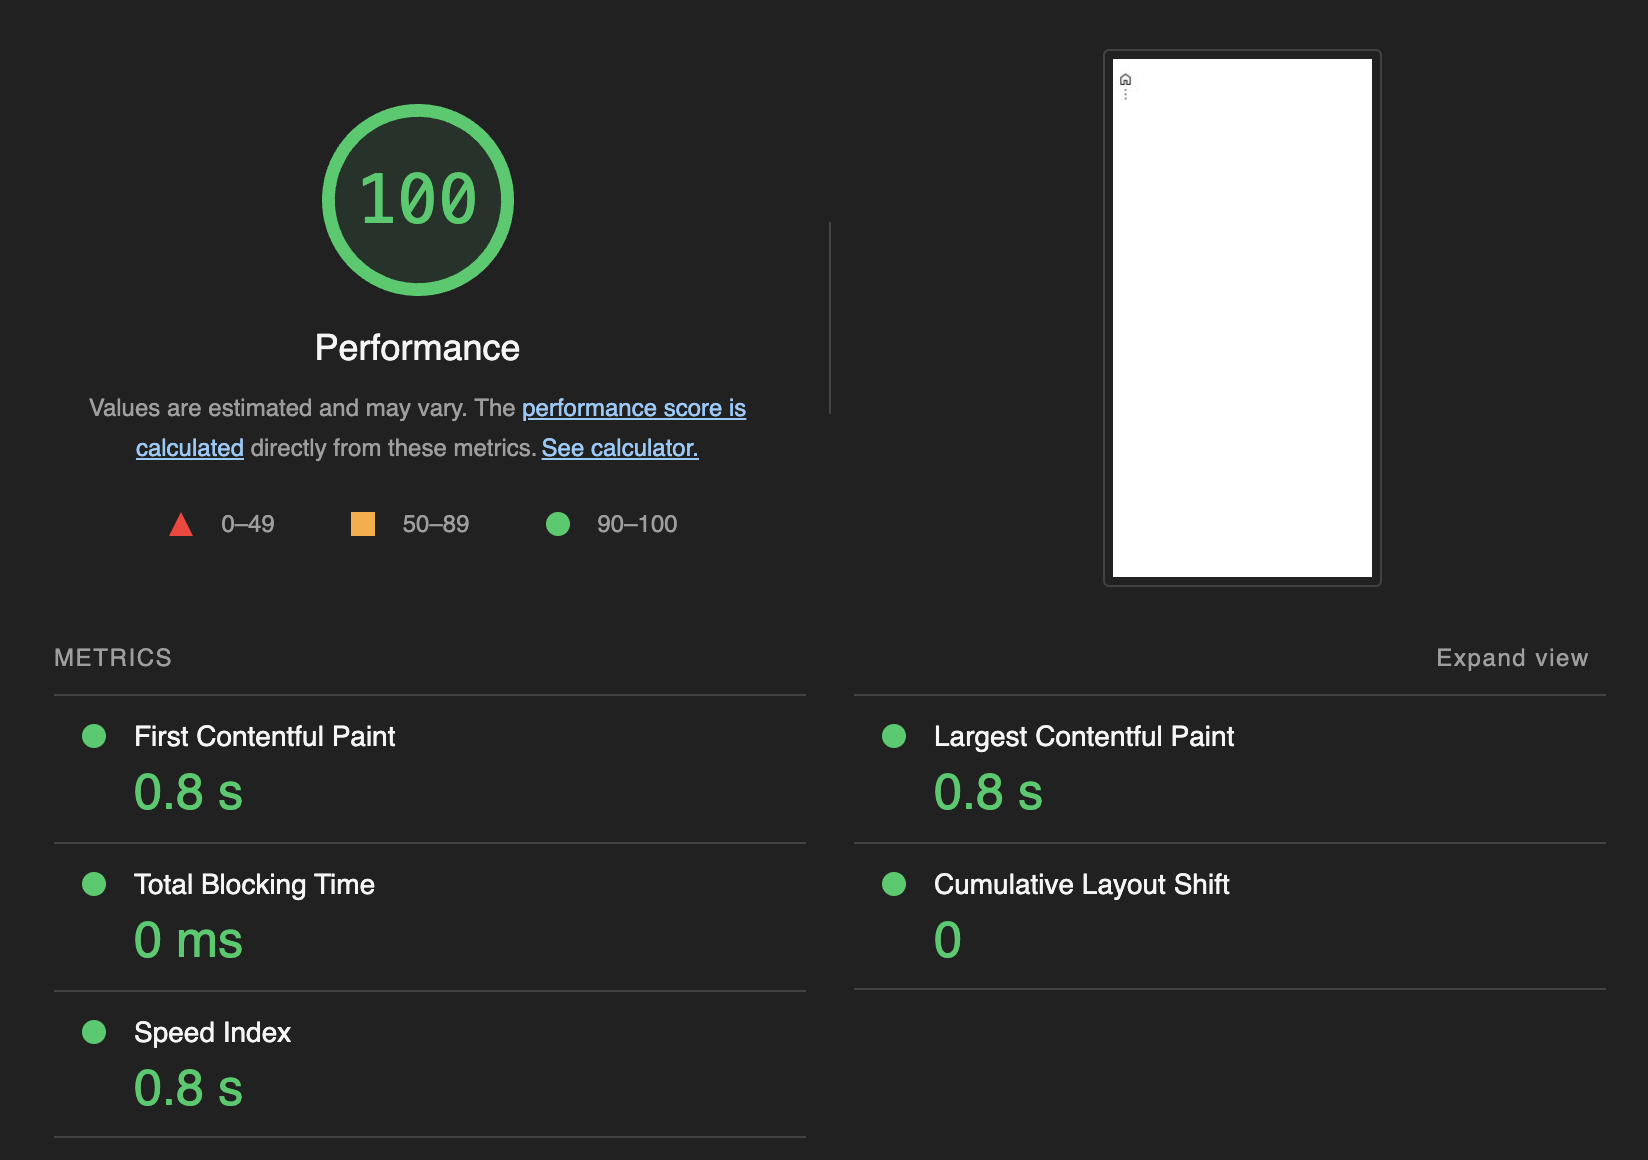 100
Performance
Values are estimated and may vary. The performance score is
calculated directly from these metrics. See calculator.
0–49
50–89
90–100
METRICS
Expand view
First Contentful Paint
0.8 s
Largest Contentful Paint
0.8 s
Total Blocking Time
0 ms
Cumulative Layout Shift
0
Speed Index
0.8 s